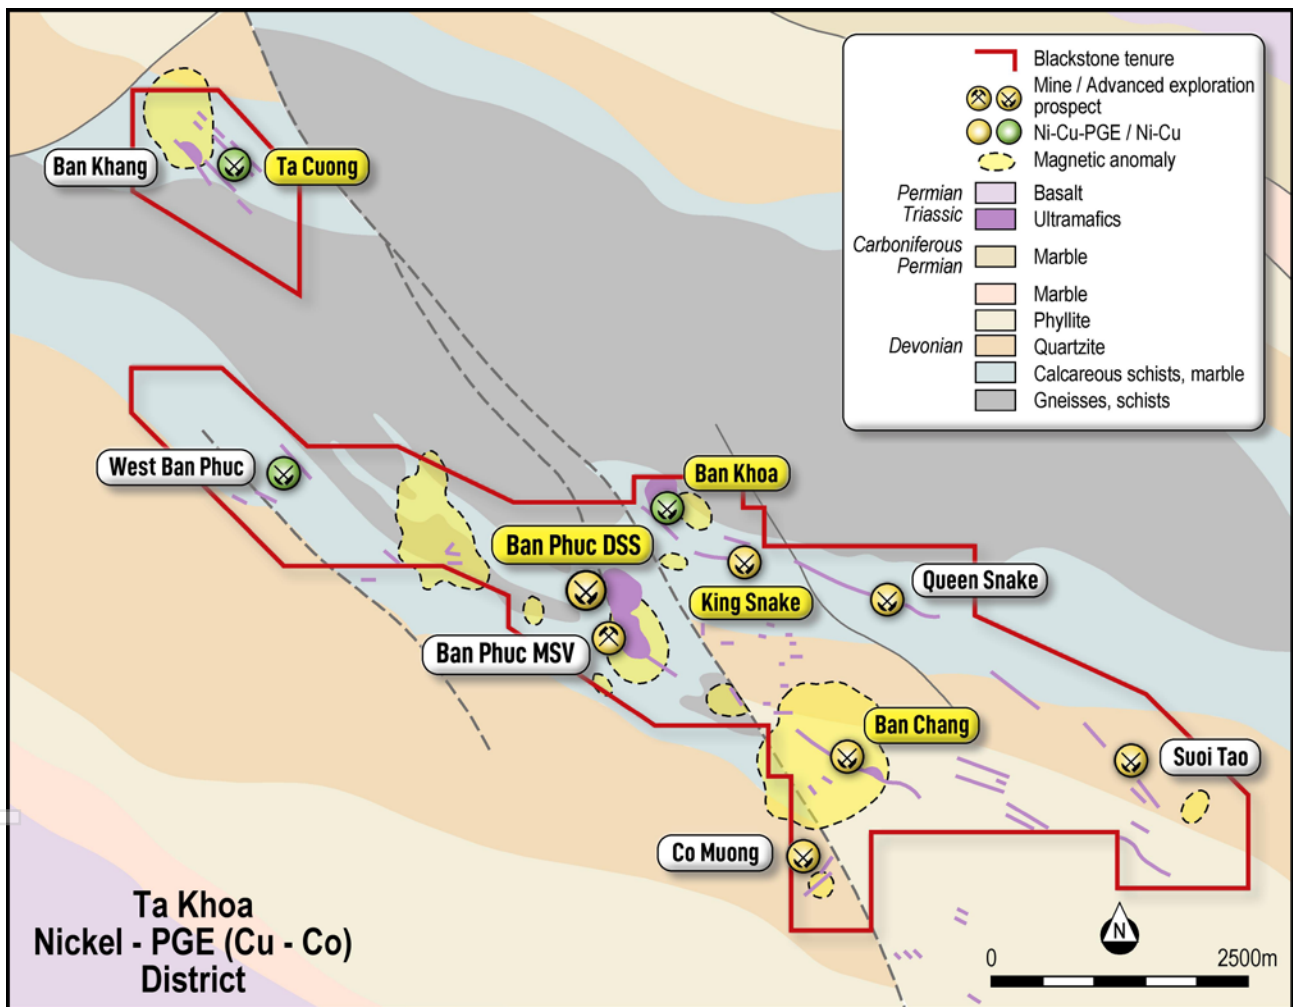 Blackstone tenure
Mine / Advanced exploration
prospect
Ni-Cu-PGE / Ni-Cu
Magnetic anomaly
Permian
Triassic
Basalt
Ultramafics
Carboniferous
Permian
Marble
Marble
Phyllite
Devonian
Quartzite
Calcareous schists, marble
Gneisses, schists
Ban Khang
Ta Cuong
West Ban Phuc
Ban Khoa
Ban Phuc DSS
Queen Snake
King Snake
Ban Phuc MSV
Ban Chang
Suoi Tao
Co Muong
Ta Khoa
Nickel - PGE (Cu - Co)
District
N
0 2500m